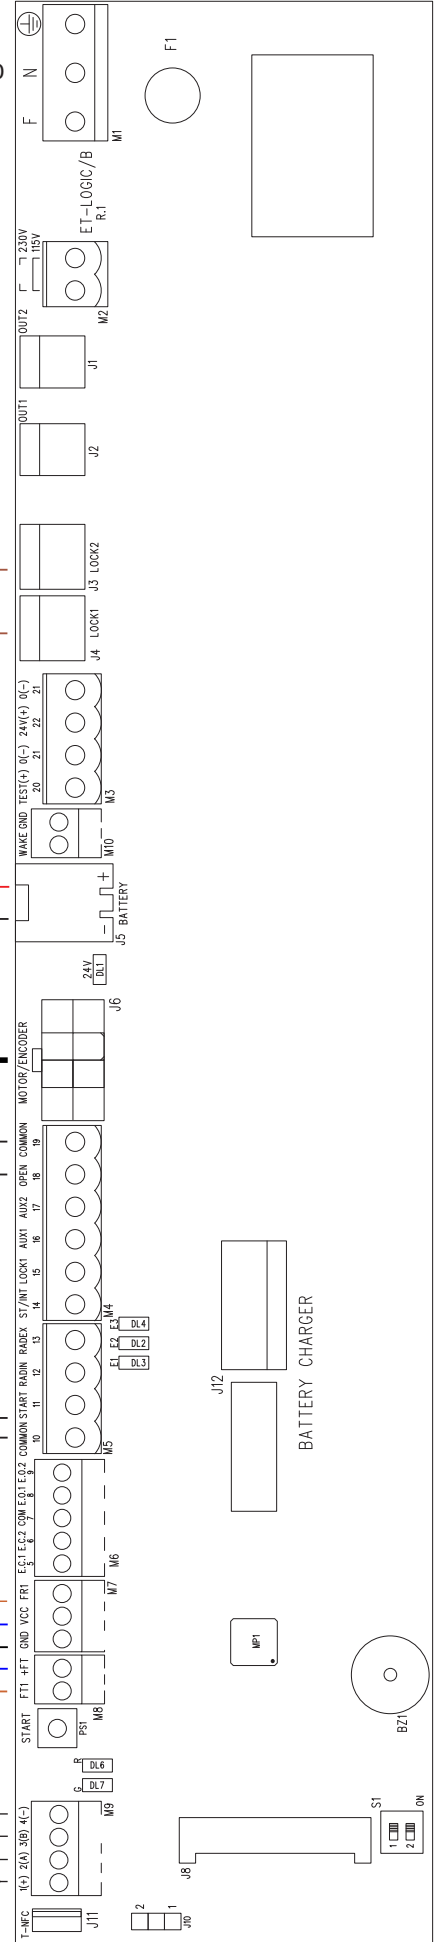 F N
F1
M1
ET-LOGIC/B
R.1
230V
115V
M2
OUT2
J1
OUT1
J2
J3 LOCK2
J4 LOCK1
TEST(+) 0(-) 24V(+) 0(-)
20 21 22 21
M3
WAKE GND
M10
- +
J5 BATTERY
24V
DL1
MOTOR/ENCODER
J6
ST/INT LOCK1 AUX1 AUX2 OPEN COMMON
14 15 16 17 18 19
M4
E3 DL4
E2 DL2
E1 DL3
COMMON START RADIN RADEX
10 11 12 13
M5
J12
BATTERY CHARGER
E.C.1 E.C.2 COM E.O.1 E.O.2
5 6 7 8 9
M6
GND VCC FR1
M7
FT1 +FT
M8
MP1
START
PS1
BZ1
R DL6
G DL7
1(+) 2(A) 3(B) 4(-)
M9
J8
S1
ON
1 2
T-NFC
J11
2 1
J10